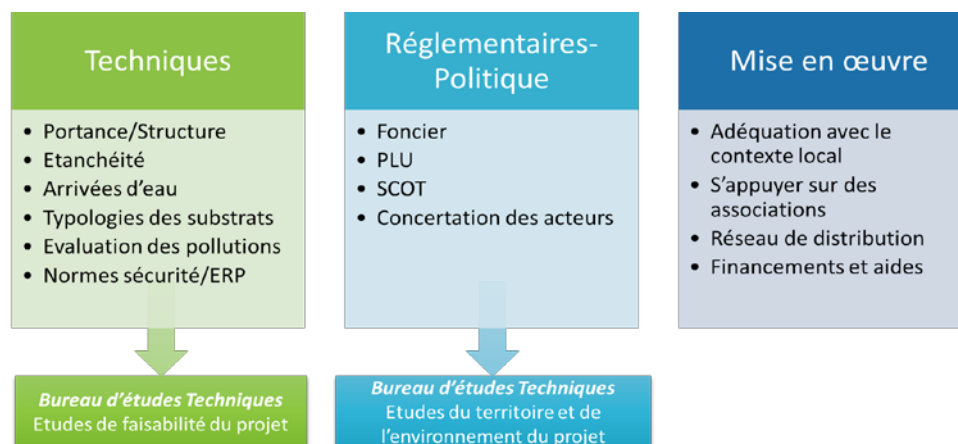 Techniques
• Portance/Structure
• Etanchéité
• Arrivées d'eau
• Typologies des substrats
• Evaluation des pollutions
• Normes sécurité/ERP
Bureau d'études Techniques
Etudes de faisabilité du projet
Réglementaires-
Politique
• Foncier
• PLU
• SCOT
• Concertation des acteurs
Bureau d'études Techniques
Etudes du territoire et de
l'environnement du projet
Mise en œuvre
• Adéquation avec le
contexte local
• S'appuyer sur des
associations
• Réseau de distribution
• Financements et aides